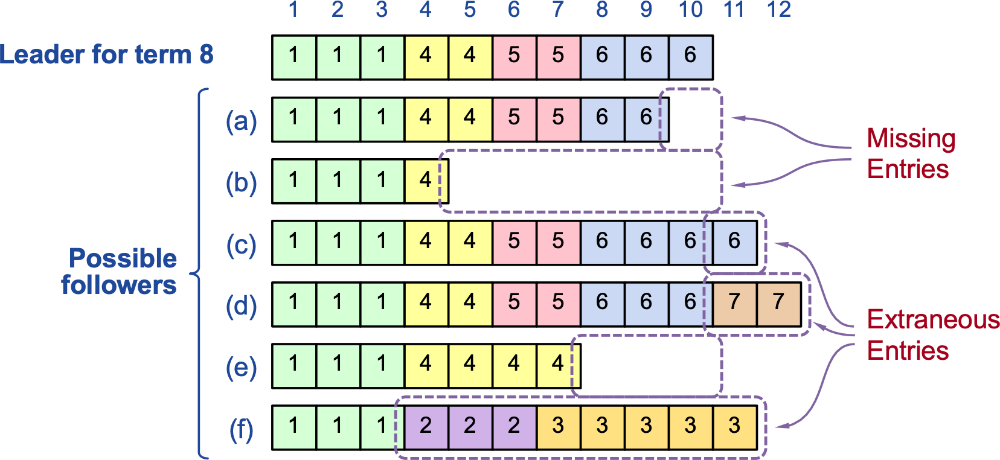 1 2 3 4 5 6 7 8 9 10 11 12
Leader for term 8 1 1 1 4 4 5 5 6 6 6
(a) 1 1 1 4 4 5 5 6 6
Missing
Entries
(b) 1 1 1 4
(c) 1 1 1 4 4 5 5 6 6 6 6
Possible
followers
(d) 1 1 1 4 4 5 5 6 6 6 7 7
Extraneous
Entries
(e) 1 1 1 4 4 4 4
(f) 1 1 1 2 2 2 3 3 3 3 3